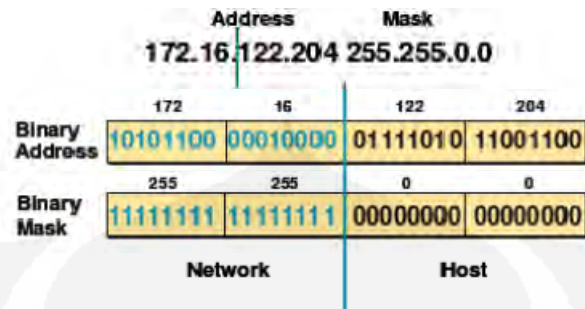 Address Mask
172.16.122.204 255.255.0.0
172 16 122 204
Binary Address 10101100 00010000 01111010 11001100
255 255 0 0
Binary Mask 11111111 11111111 00000000 00000000
Network Host